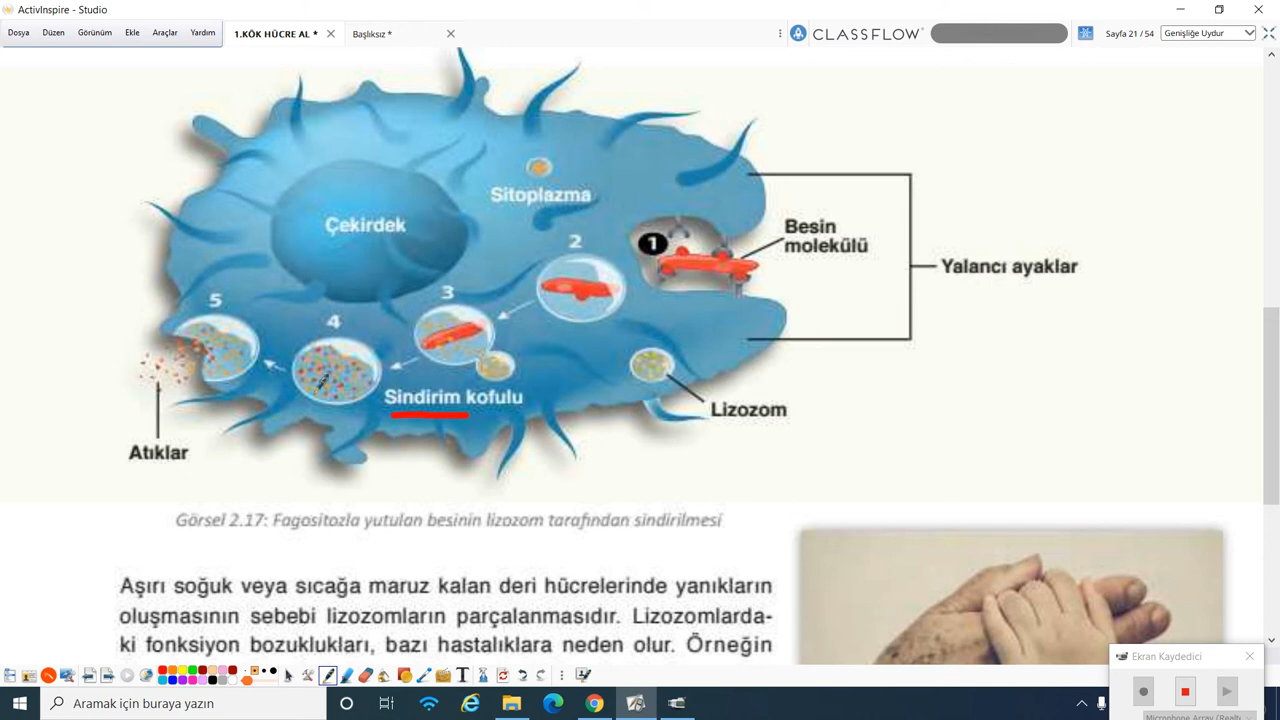 ActivInspire - Studio
Dosya Düzen Görünüm Ekle Araçlar Yardım
1.KÖK HÜCRE AL *
Başlıksız *
CLASSFLOW
Sayfa 21 / 54
Genişliğe Uydur
Sitoplazma
Çekirdek
1
Besin
molekülü
2
Yalancı ayaklar
3
5
4
Sindirim kofulu
Lizozom
Atıklar
Görsel 2.17: Fagositozla yutulan besinin lizozom tarafından sindirilmesi
Aşırı soğuk veya sıcağa maruz kalan deri hücrelerinde yanıkların
oluşmasının sebebi lizozomların parçalanmasıdır. Lizozomlarda-
ki fonksiyon bozuklukları, bazı hastalıklara neden olur. Örneğin
Ekran Kaydedici
Aramak için buraya yazın